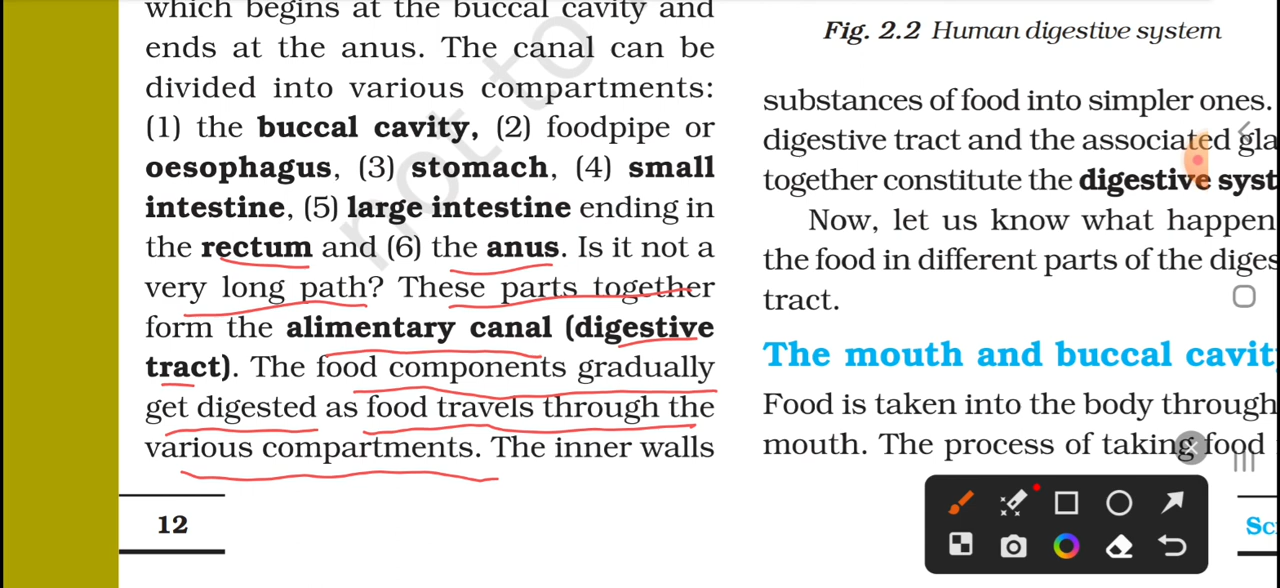 which begins at the buccal cavity and
ends at the anus. The canal can be
divided into various compartments:
(1) the buccal cavity, (2) foodpipe or
oesophagus, (3) stomach, (4) small
intestine, (5) large intestine ending in
the rectum and (6) the anus. Is it not a
very long path? These parts together
form the alimentary canal (digestive
tract). The food components gradually
get digested as food travels through the
various compartments. The inner walls
12
not to
Fig. 2.2 Human digestive system
substances of food into simpler ones.
digestive tract and the associated gla
together constitute the digestive syst
Now, let us know what happen
the food in different parts of the diges
tract.
The mouth and buccal cavit
Food is taken into the body through
mouth. The process of taking food
Sc